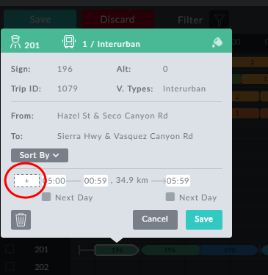 Save Discard Filter
201 1 / Interurban
Sign: 196 Alt: 0
Trip ID: 1079 V. Types: Interurban
From: Hazel St & Seco Canyon Rd
To: Sierra Hwy & Vasquez Canyon Rd
Sort By
+ 05:00 00:59 , 34.9 km 05:59
Next Day Next Day
Cancel Save
201
202